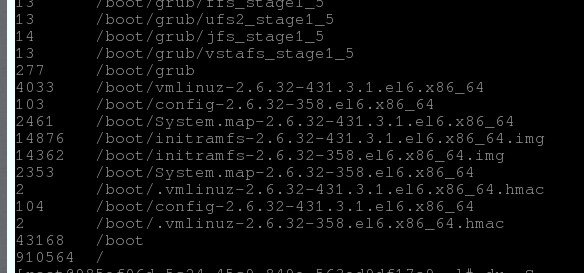 13 /boot/grub/ffs_stage1_5
13 /boot/grub/ufs2_stage1_5
14 /boot/grub/jfs_stage1_5
13 /boot/grub/vstafs_stage1_5
277 /boot/grub
4033 /boot/vmlinuz-2.6.32-431.3.1.el6.x86_64
103 /boot/config-2.6.32-358.el6.x86_64
2461 /boot/System.map-2.6.32-431.3.1.el6.x86_64
14876 /boot/initramfs-2.6.32-431.3.1.el6.x86_64.img
14362 /boot/initramfs-2.6.32-358.el6.x86_64.img
2353 /boot/System.map-2.6.32-358.el6.x86_64
2 /boot/.vmlinuz-2.6.32-431.3.1.el6.x86_64.hmac
104 /boot/config-2.6.32-431.3.1.el6.x86_64
2 /boot/.vmlinuz-2.6.32-358.el6.x86_64.hmac
43168 /boot
910564 /